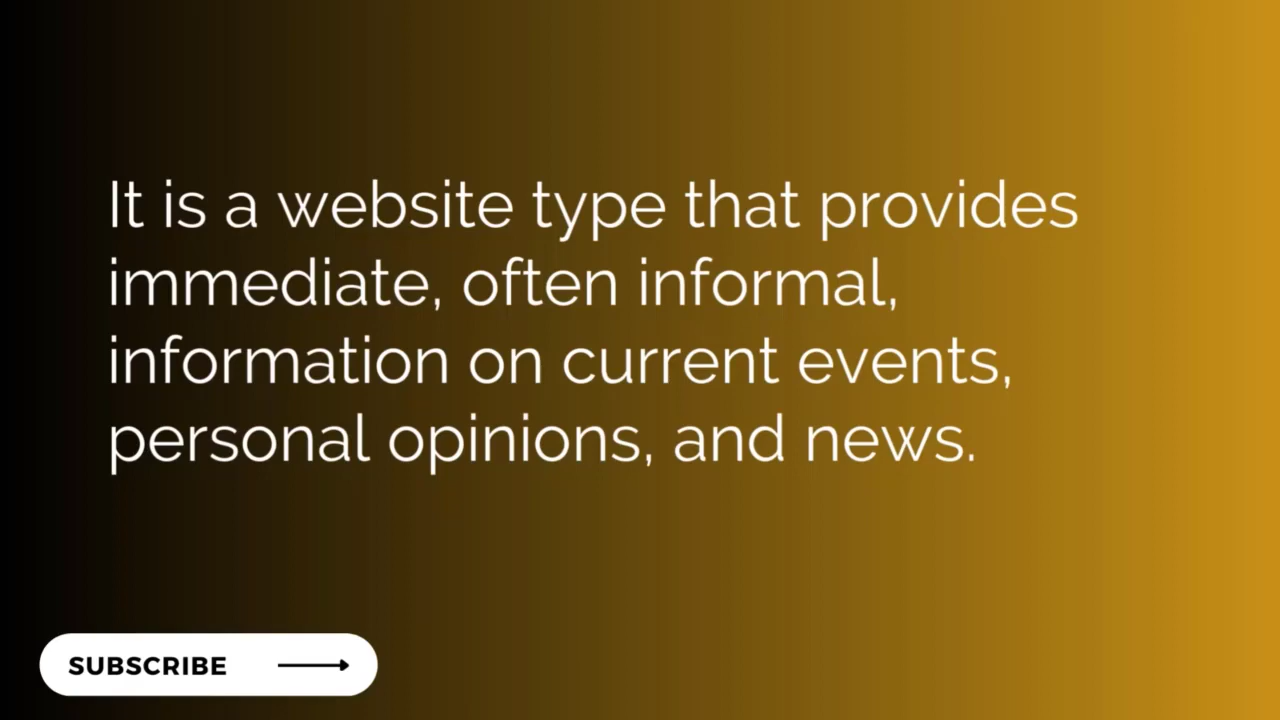 It is a website type that provides
immediate, often informal,
information on current events,
personal opinions, and news.
SUBSCRIBE